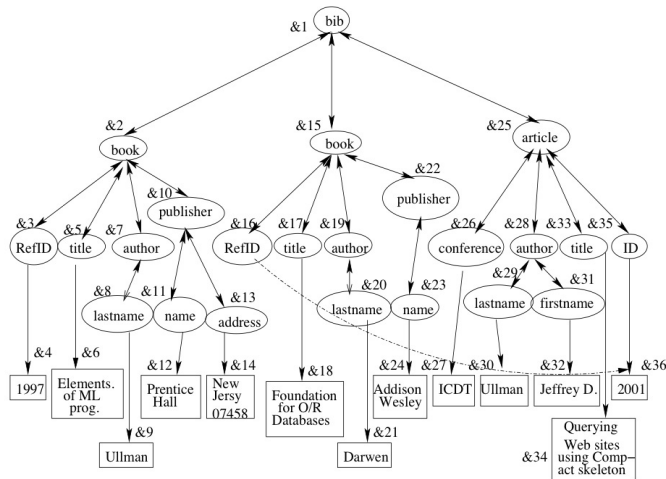 &1
bib
&2
book
&15
book
&25
article
&3
RefID
&5
title
&7
author
&10
publisher
&16
RefID
&17
title
&19
author
&22
publisher
&26
conference
&28
author
&33
title
&35
ID
&8
lastname
&11
name
&13
address
&20
lastname
&23
name
&29
lastname
&31
firstname
&4
1997
&6
Elements.
of ML
prog.
&12
Prentice
Hall
&14
New
Jersy
07458
&18
Foundation
for O/R
Databases
&24
Addison
Wesley
&27
ICDT
&30
Ullman
&32
Jeffrey D.
&36
2001
&9
Ullman
&21
Darwen
&34
Querying
Web sites
using Comp−
act skeleton